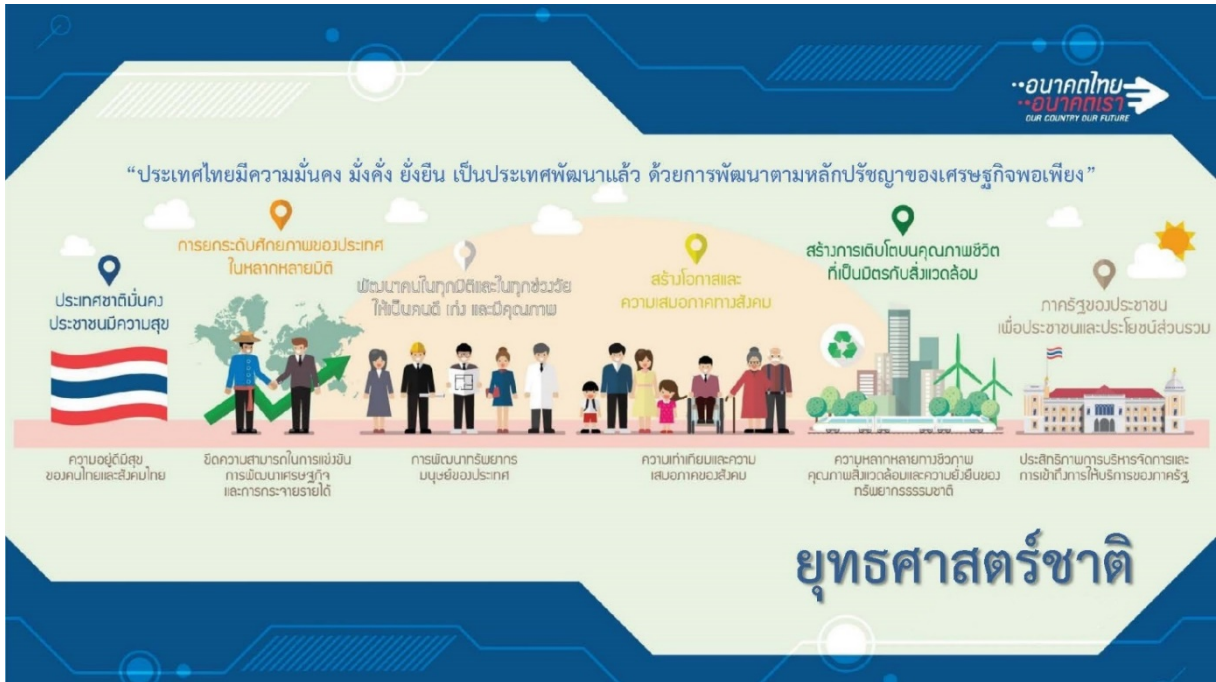 ··อนาคตไทย
··อนาคตเรา
OUR COUNTRY OUR FUTURE
“ประเทศไทยมีความมั่นคง มั่งคั่ง ยั่งยืน เป็นประเทศพัฒนาแล้ว ด้วยการพัฒนาตามหลักปรัชญาของเศรษฐกิจพอเพียง”
ประเทศชาติมั่นคง
ประชาชนมีความสุข
การยกระดับศักยภาพของประเทศ
ในหลากหลายมิติ
พัฒนาคนในทุกมิติและในทุกช่วงวัย
ให้เป็นคนดี เก่ง และมีคุณภาพ
สร้างโอกาสและ
ความเสมอภาคทางสังคม
สร้างการเติบโตบนคุณภาพชีวิต
ที่เป็นมิตรกับสิ่งแวดล้อม
ภาครัฐของประชาชน
เพื่อประชาชนและประโยชน์ส่วนรวม
ความอยู่ดีมีสุข
ของคนไทยและสังคมไทย
ขีดความสามารถในการแข่งขัน
การพัฒนาเศรษฐกิจ
และการกระจายรายได้
การพัฒนาทรัพยากร
มนุษย์ของประเทศ
ความเท่าเทียมและความ
เสมอภาคของสังคม
ความหลากหลายทางชีวภาพ
คุณภาพสิ่งแวดล้อมและความยั่งยืนของ
ทรัพยากรธรรมชาติ
ประสิทธิภาพการบริหารจัดการและ
การเข้าถึงการให้บริการของภาครัฐ
ยุทธศาสตร์ชาติ